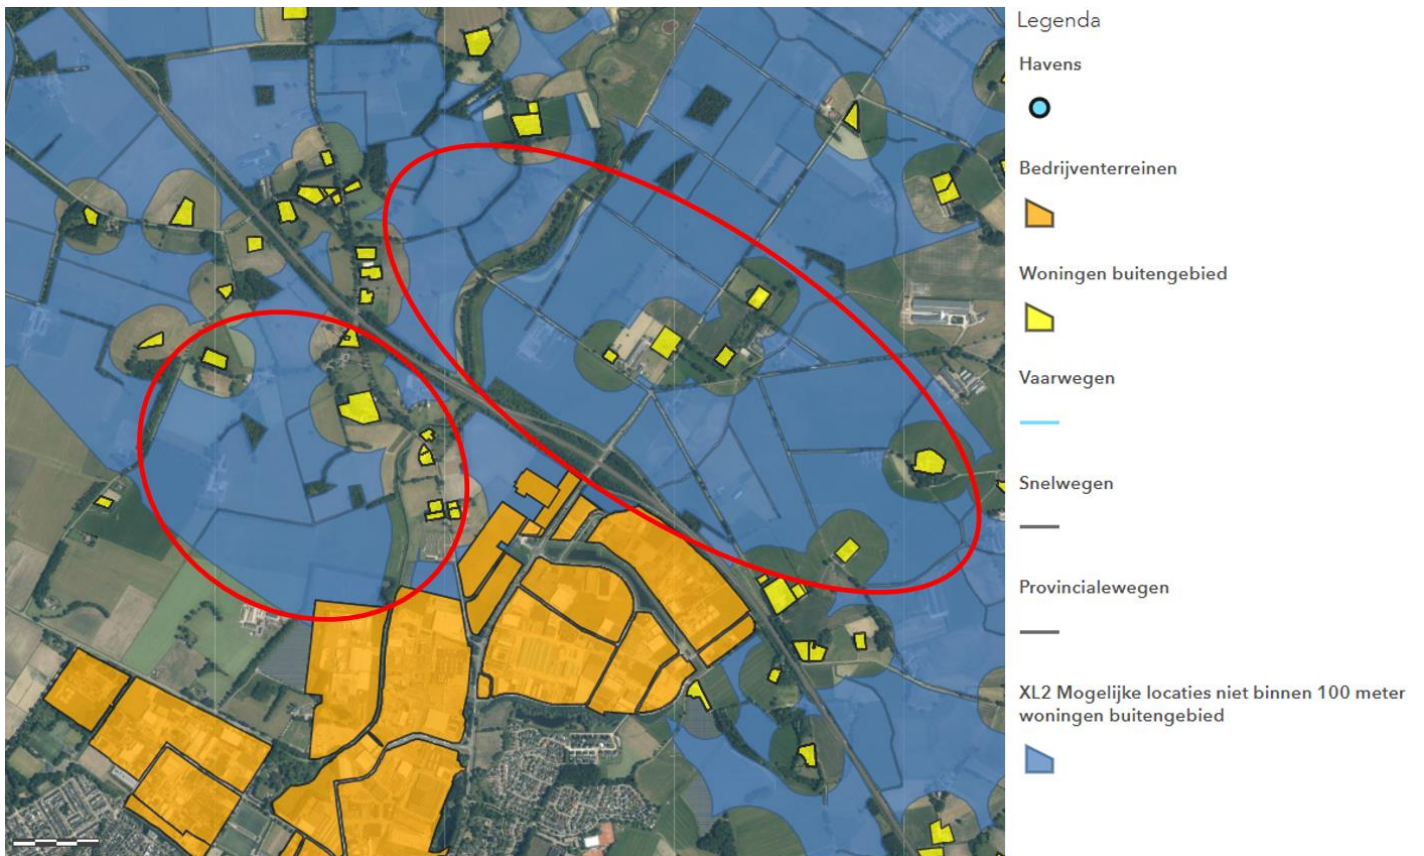 Legenda
Havens
Bedrijventerreinen
Woningen buitengebied
Vaarwegen
Snelwegen
Provincialewegen
XL2 Mogelijke locaties niet binnen 100 meter
woningen buitengebied